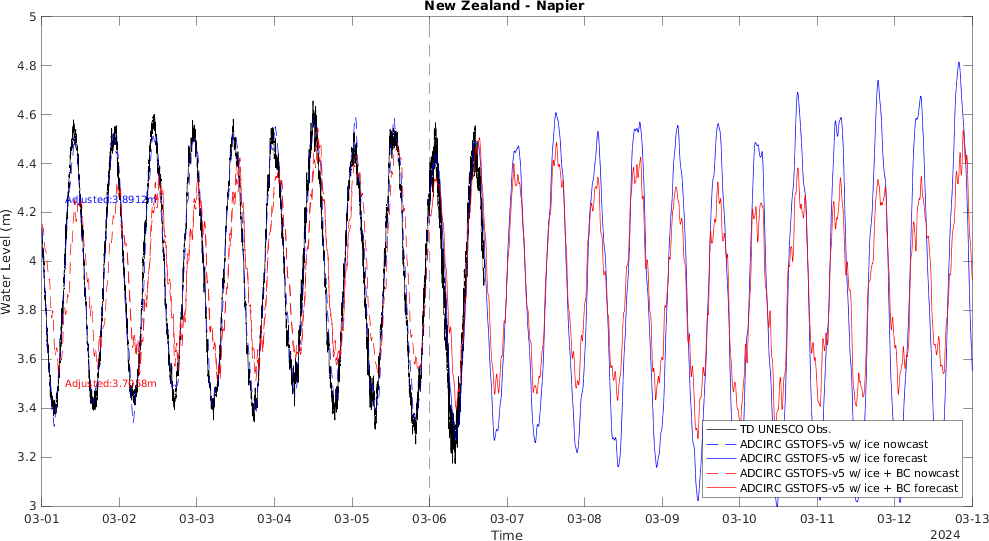 New Zealand - Napier
5
4.8
4.6
4.4
4.2
4
3.8
3.6
3.4
3.2
3
Water Level (m)
Adjusted:3.8912m
Adjusted:3.7958m
TD UNESCO Obs.
ADCIRC GSTOFS-v5 w/ ice nowcast
ADCIRC GSTOFS-v5 w/ ice forecast
ADCIRC GSTOFS-v5 w/ ice + BC nowcast
ADCIRC GSTOFS-v5 w/ ice + BC forecast
03-01 03-02 03-03 03-04 03-05 03-06 03-07 03-08 03-09 03-10 03-11 03-12 03-13
Time
2024